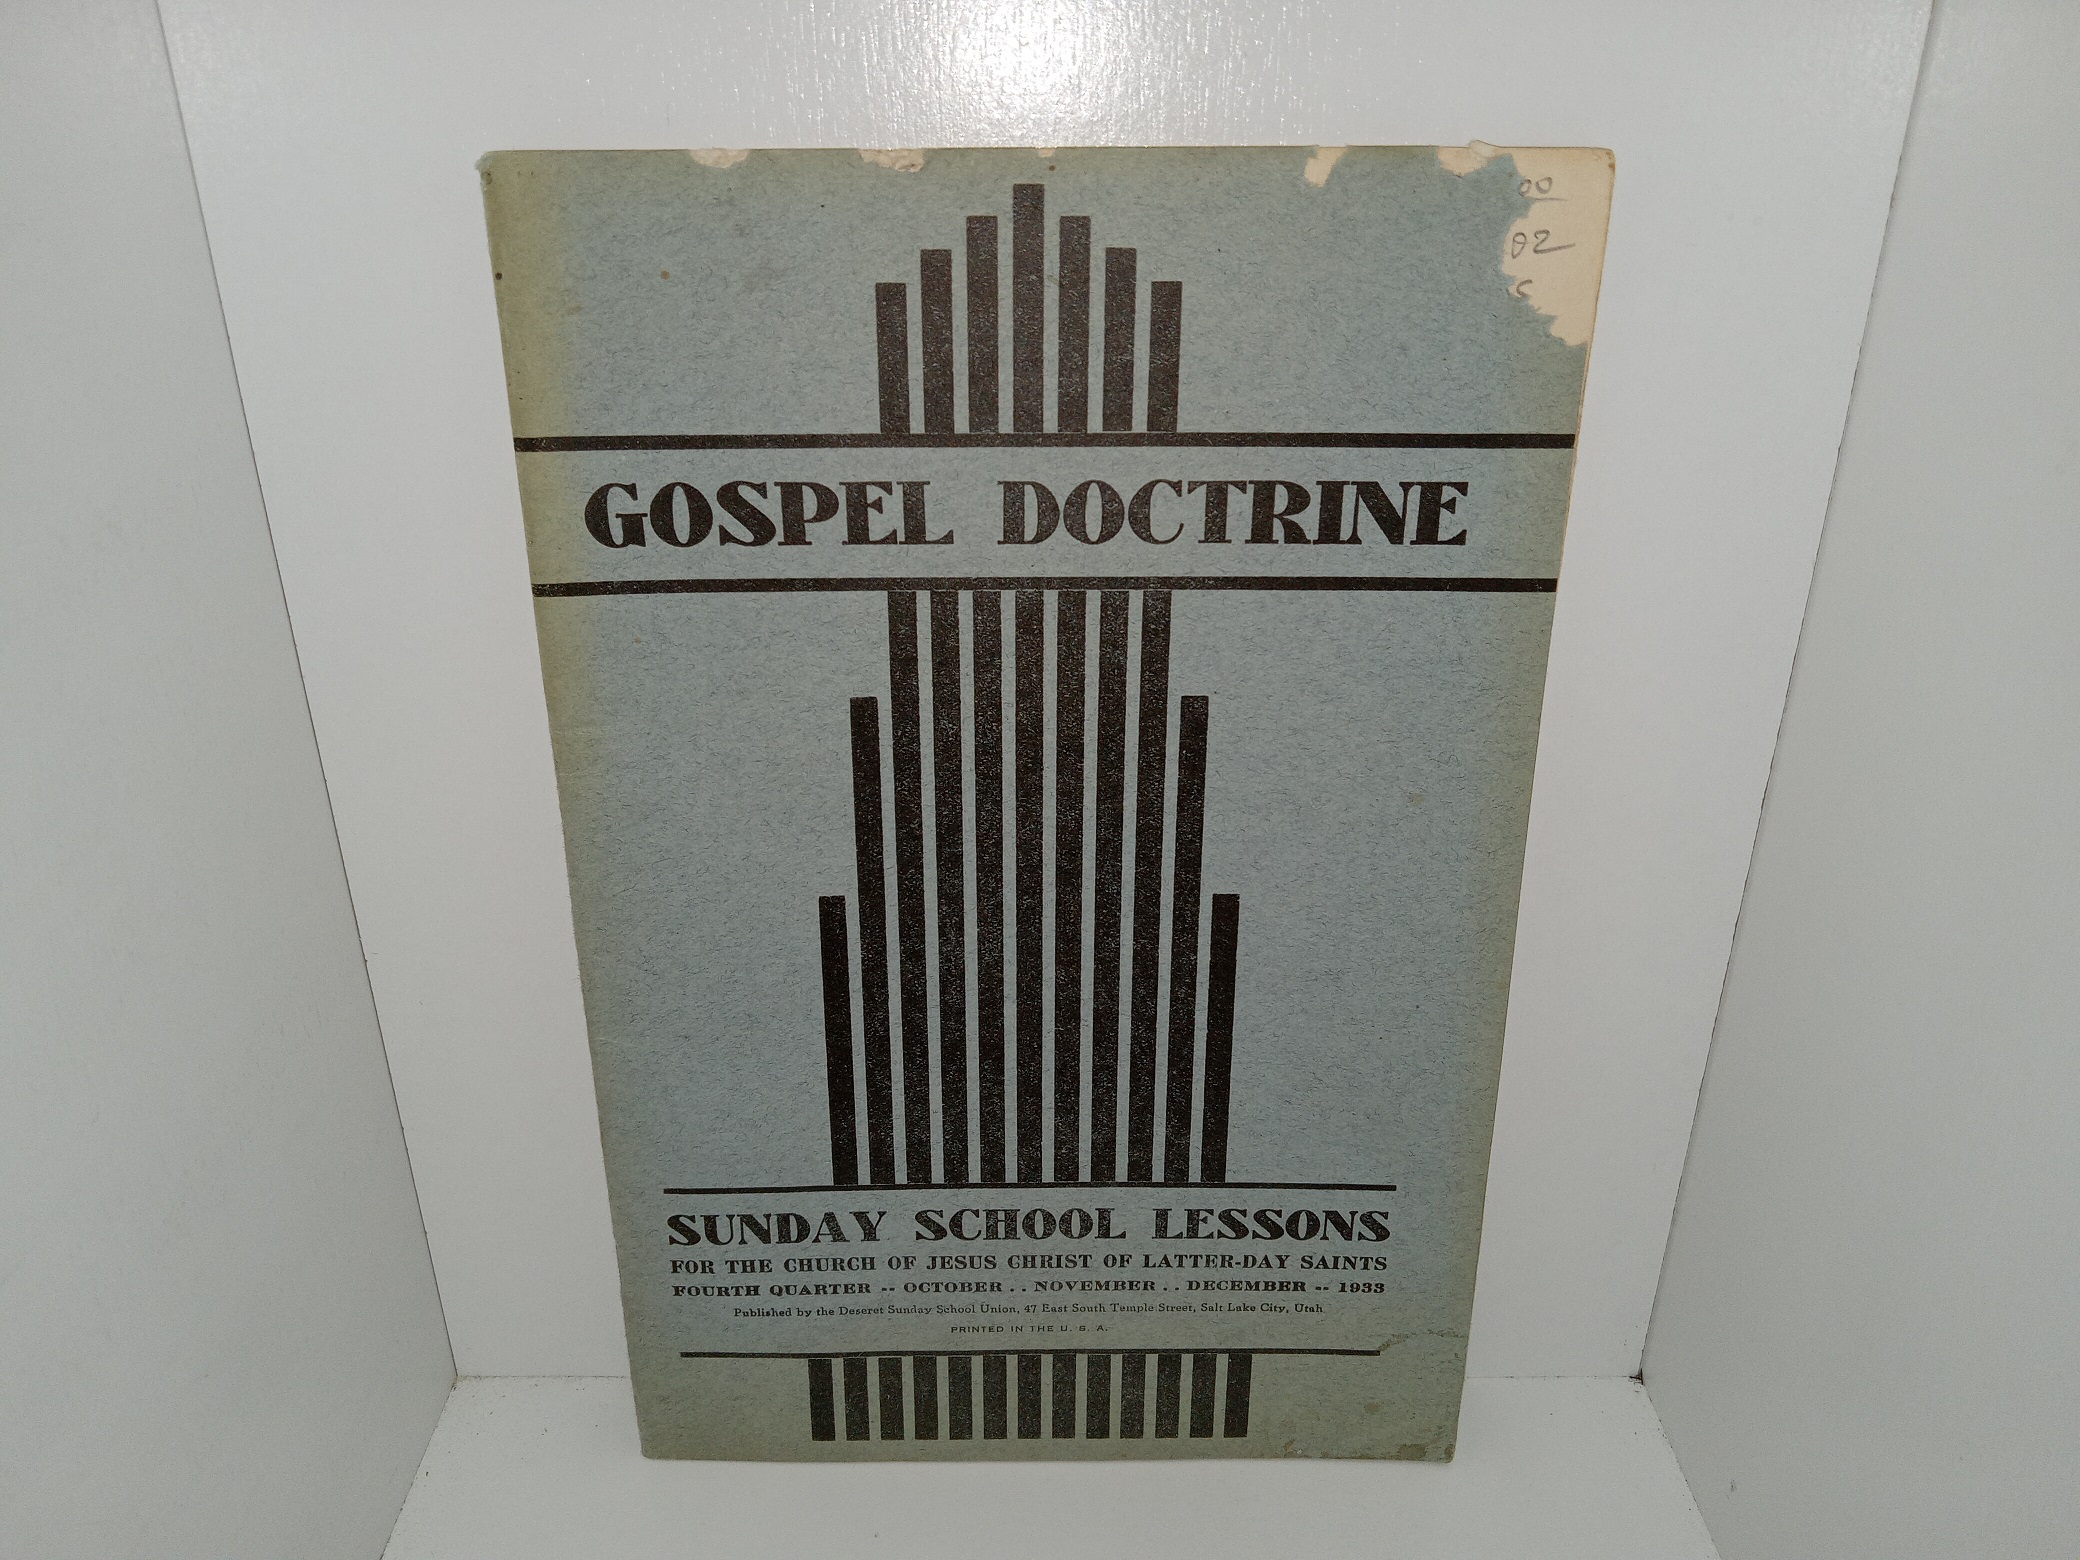 00
02
GOSPEL DOCTRINE
SUNDAY SCHOOL LESSONS
FOR THE CHURCH OF JESUS CHRIST OF LATTER-DAY SAINTS
FOURTH QUARTER -- OCTOBER . . NOVEMBER . . DECEMBER -- 1933
Published by the Deseret Sunday School Union, 47 East South Temple Street, Salt Lake City, Utah
PRINTED IN THE U. S. A.